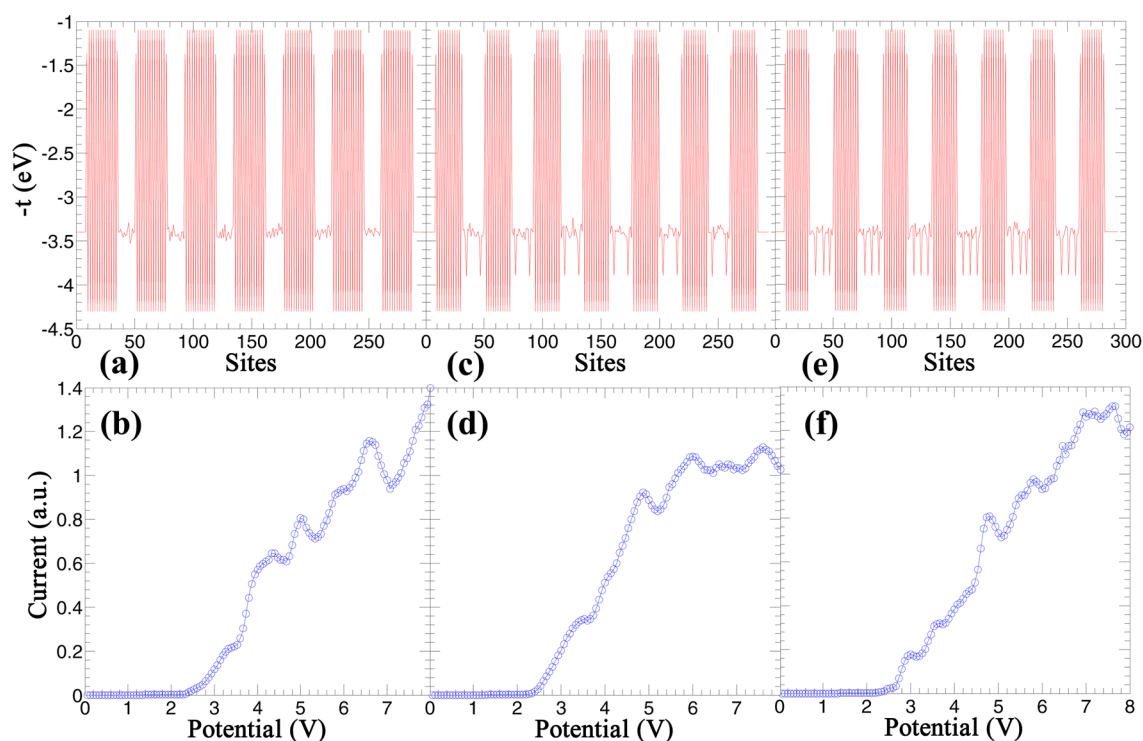 -1
-1.5
-2
-2.5
-3
-3.5
-4
-4.5
-t (eV)
0 50 100 150 200 250 0 50 100 150 200 250 0 50 100 150 200 250 300
(a) Sites (c) Sites (e) Sites
1.4
1.2
1
0.8
0.6
0.4
0.2
0
Current (a.u.)
(b) (d) (f)
0 1 2 3 4 5 6 7 0 1 2 3 4 5 6 7 0 1 2 3 4 5 6 7 8
Potential (V) Potential (V) Potential (V)